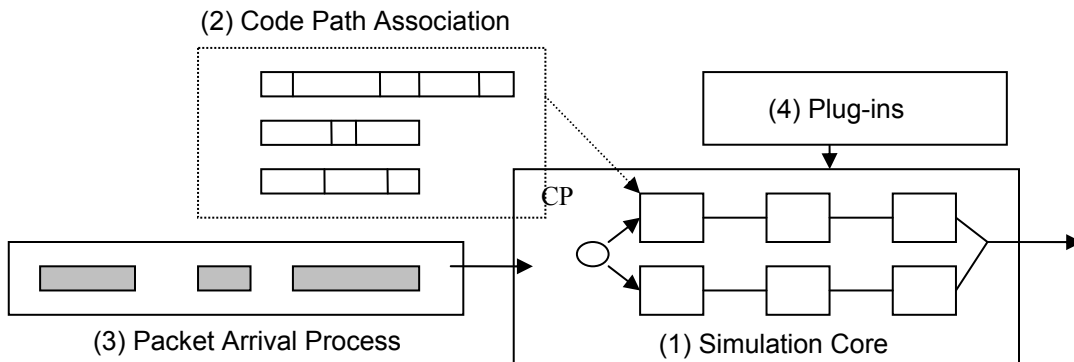 (2) Code Path Association
(4) Plug-ins
CP
(3) Packet Arrival Process
(1) Simulation Core